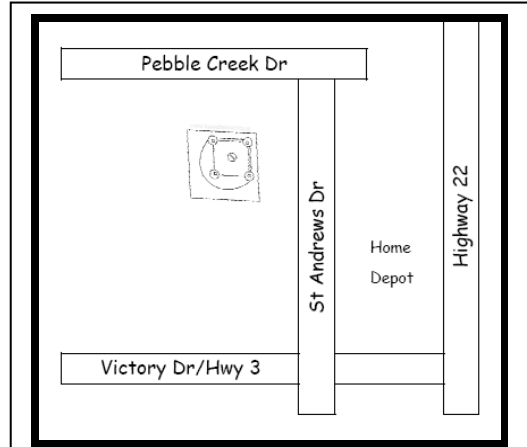 Pebble Creek Dr
St Andrews Dr
Home
Depot
Highway 22
Victory Dr/Hwy 3